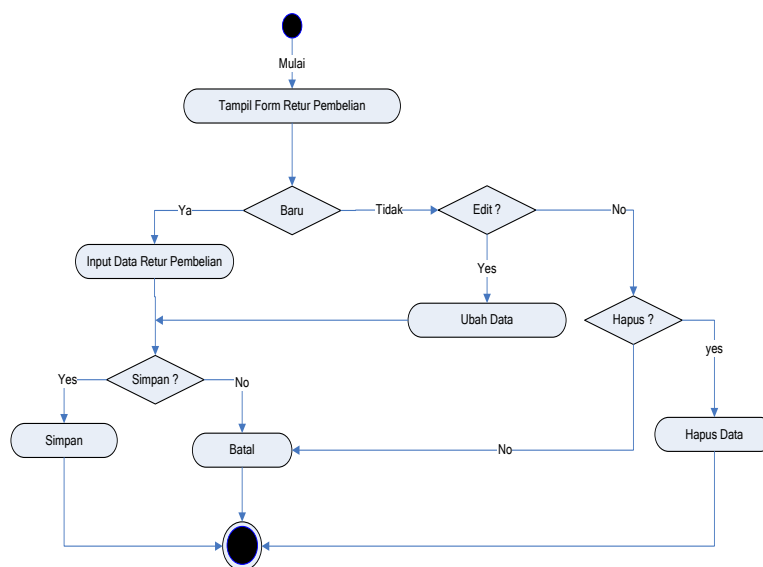 Mulai
Tampil Form Retur Pembelian
Baru
Ya
Tidak
Edit ?
No
Input Data Retur Pembelian
Yes
Ubah Data
Hapus ?
yes
Simpan ?
Yes
No
Simpan
Batal
No
Hapus Data